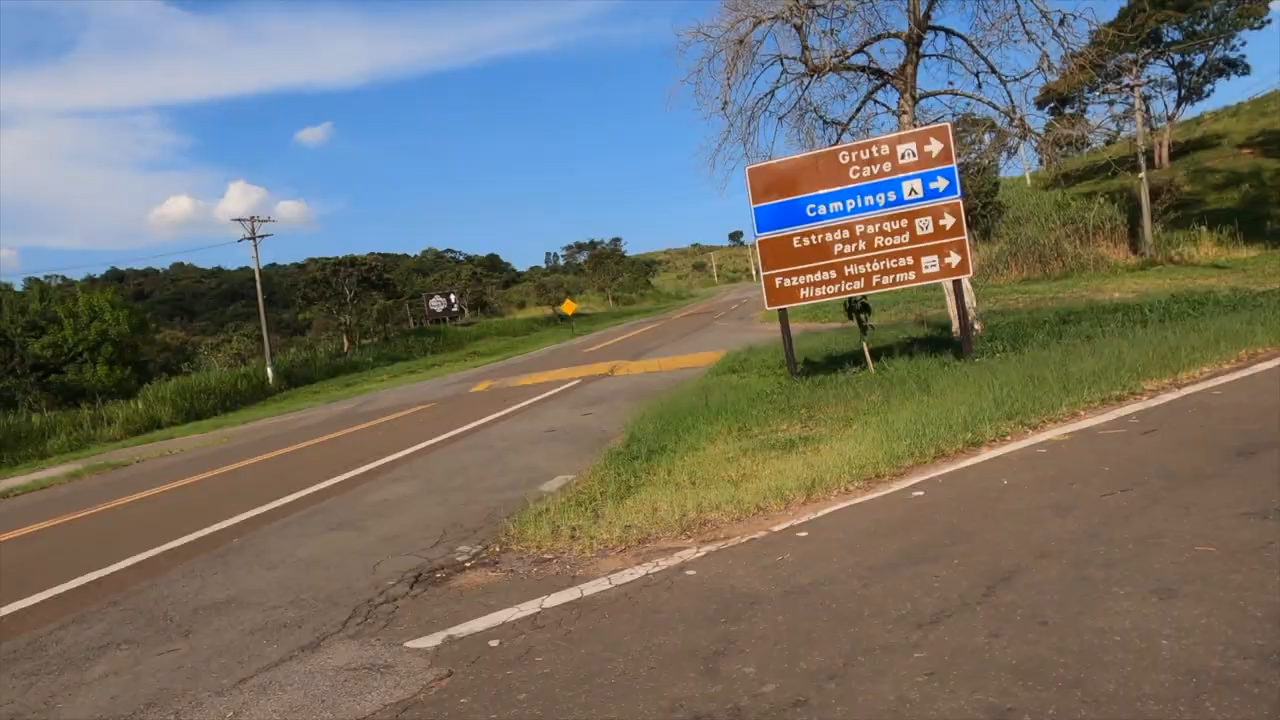 Gruta
Cave
Campings
Estrada Parque
Park Road
Fazendas Históricas
Historical Farms